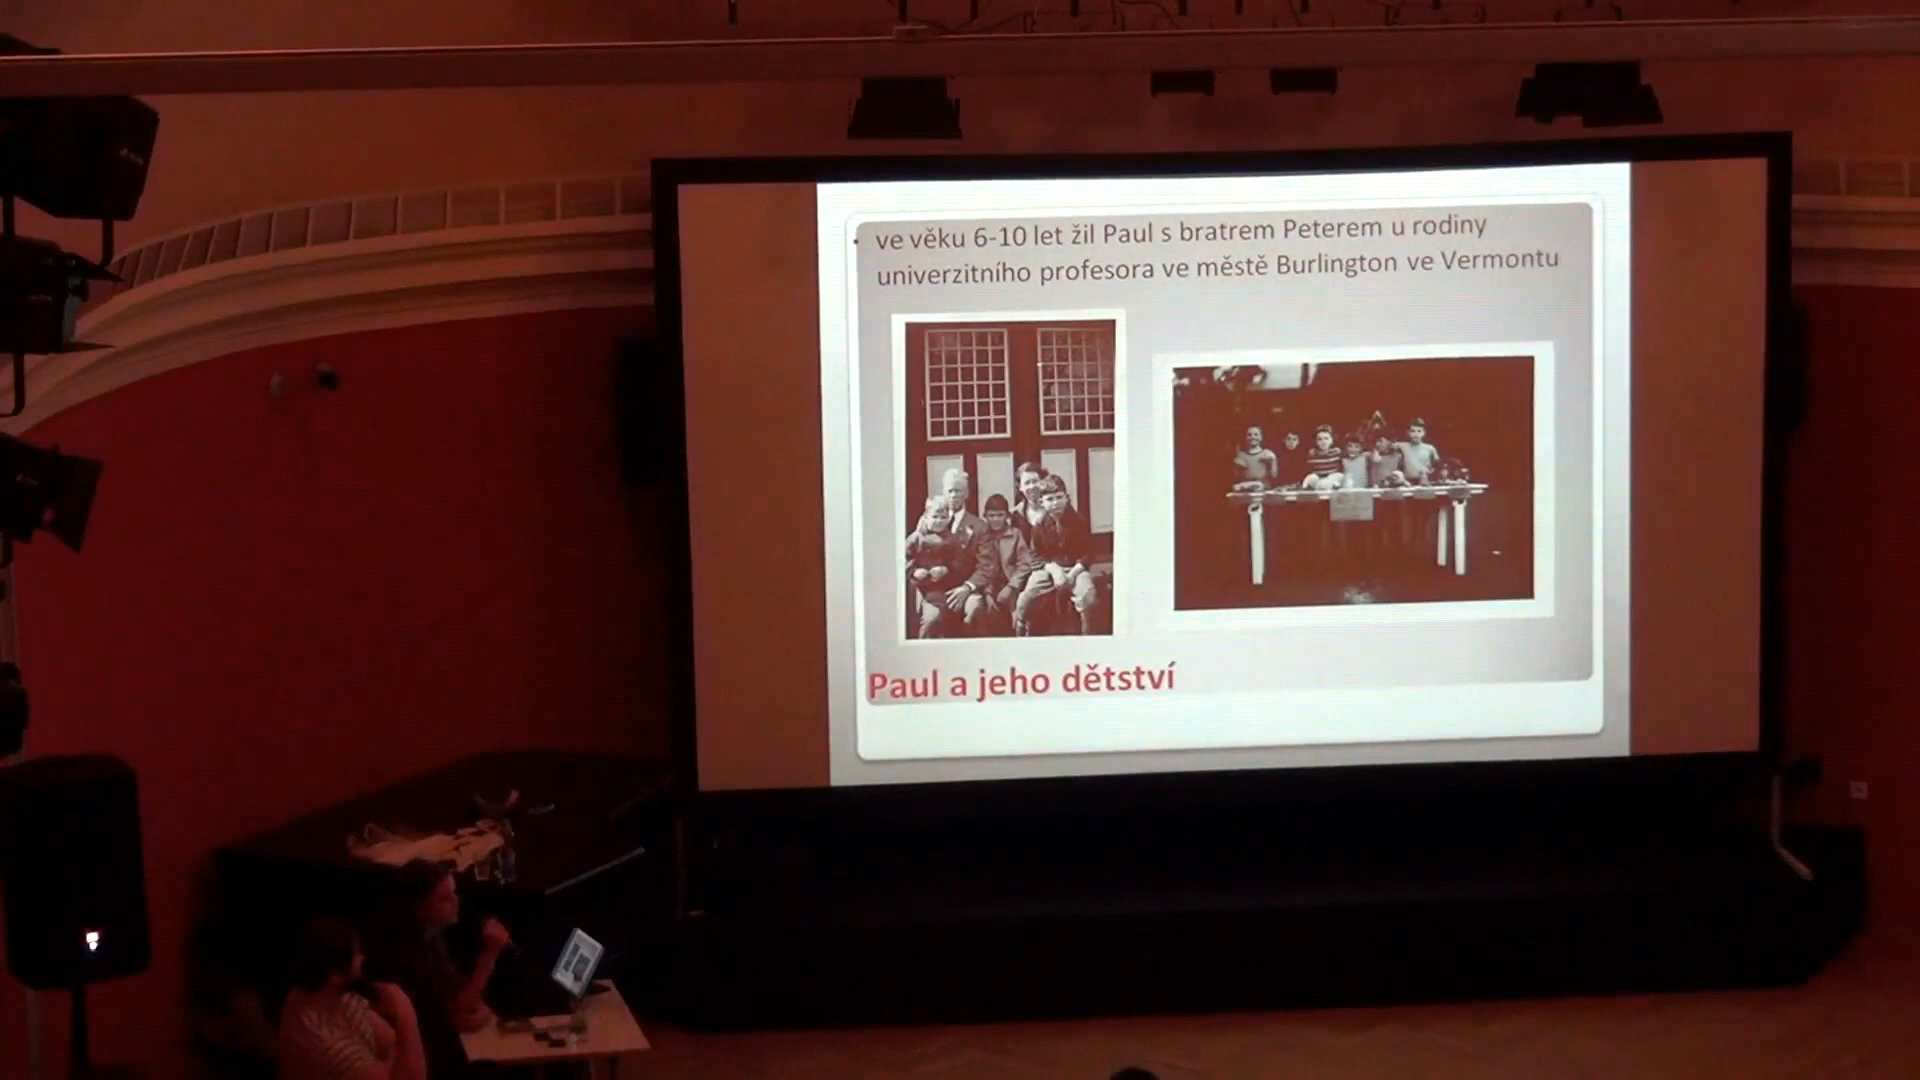 ve věku 6-10 let žil Paul s bratrem Peterem u rodiny
univerzitního profesora ve městě Burlington ve Vermontu
Paul a jeho dětství